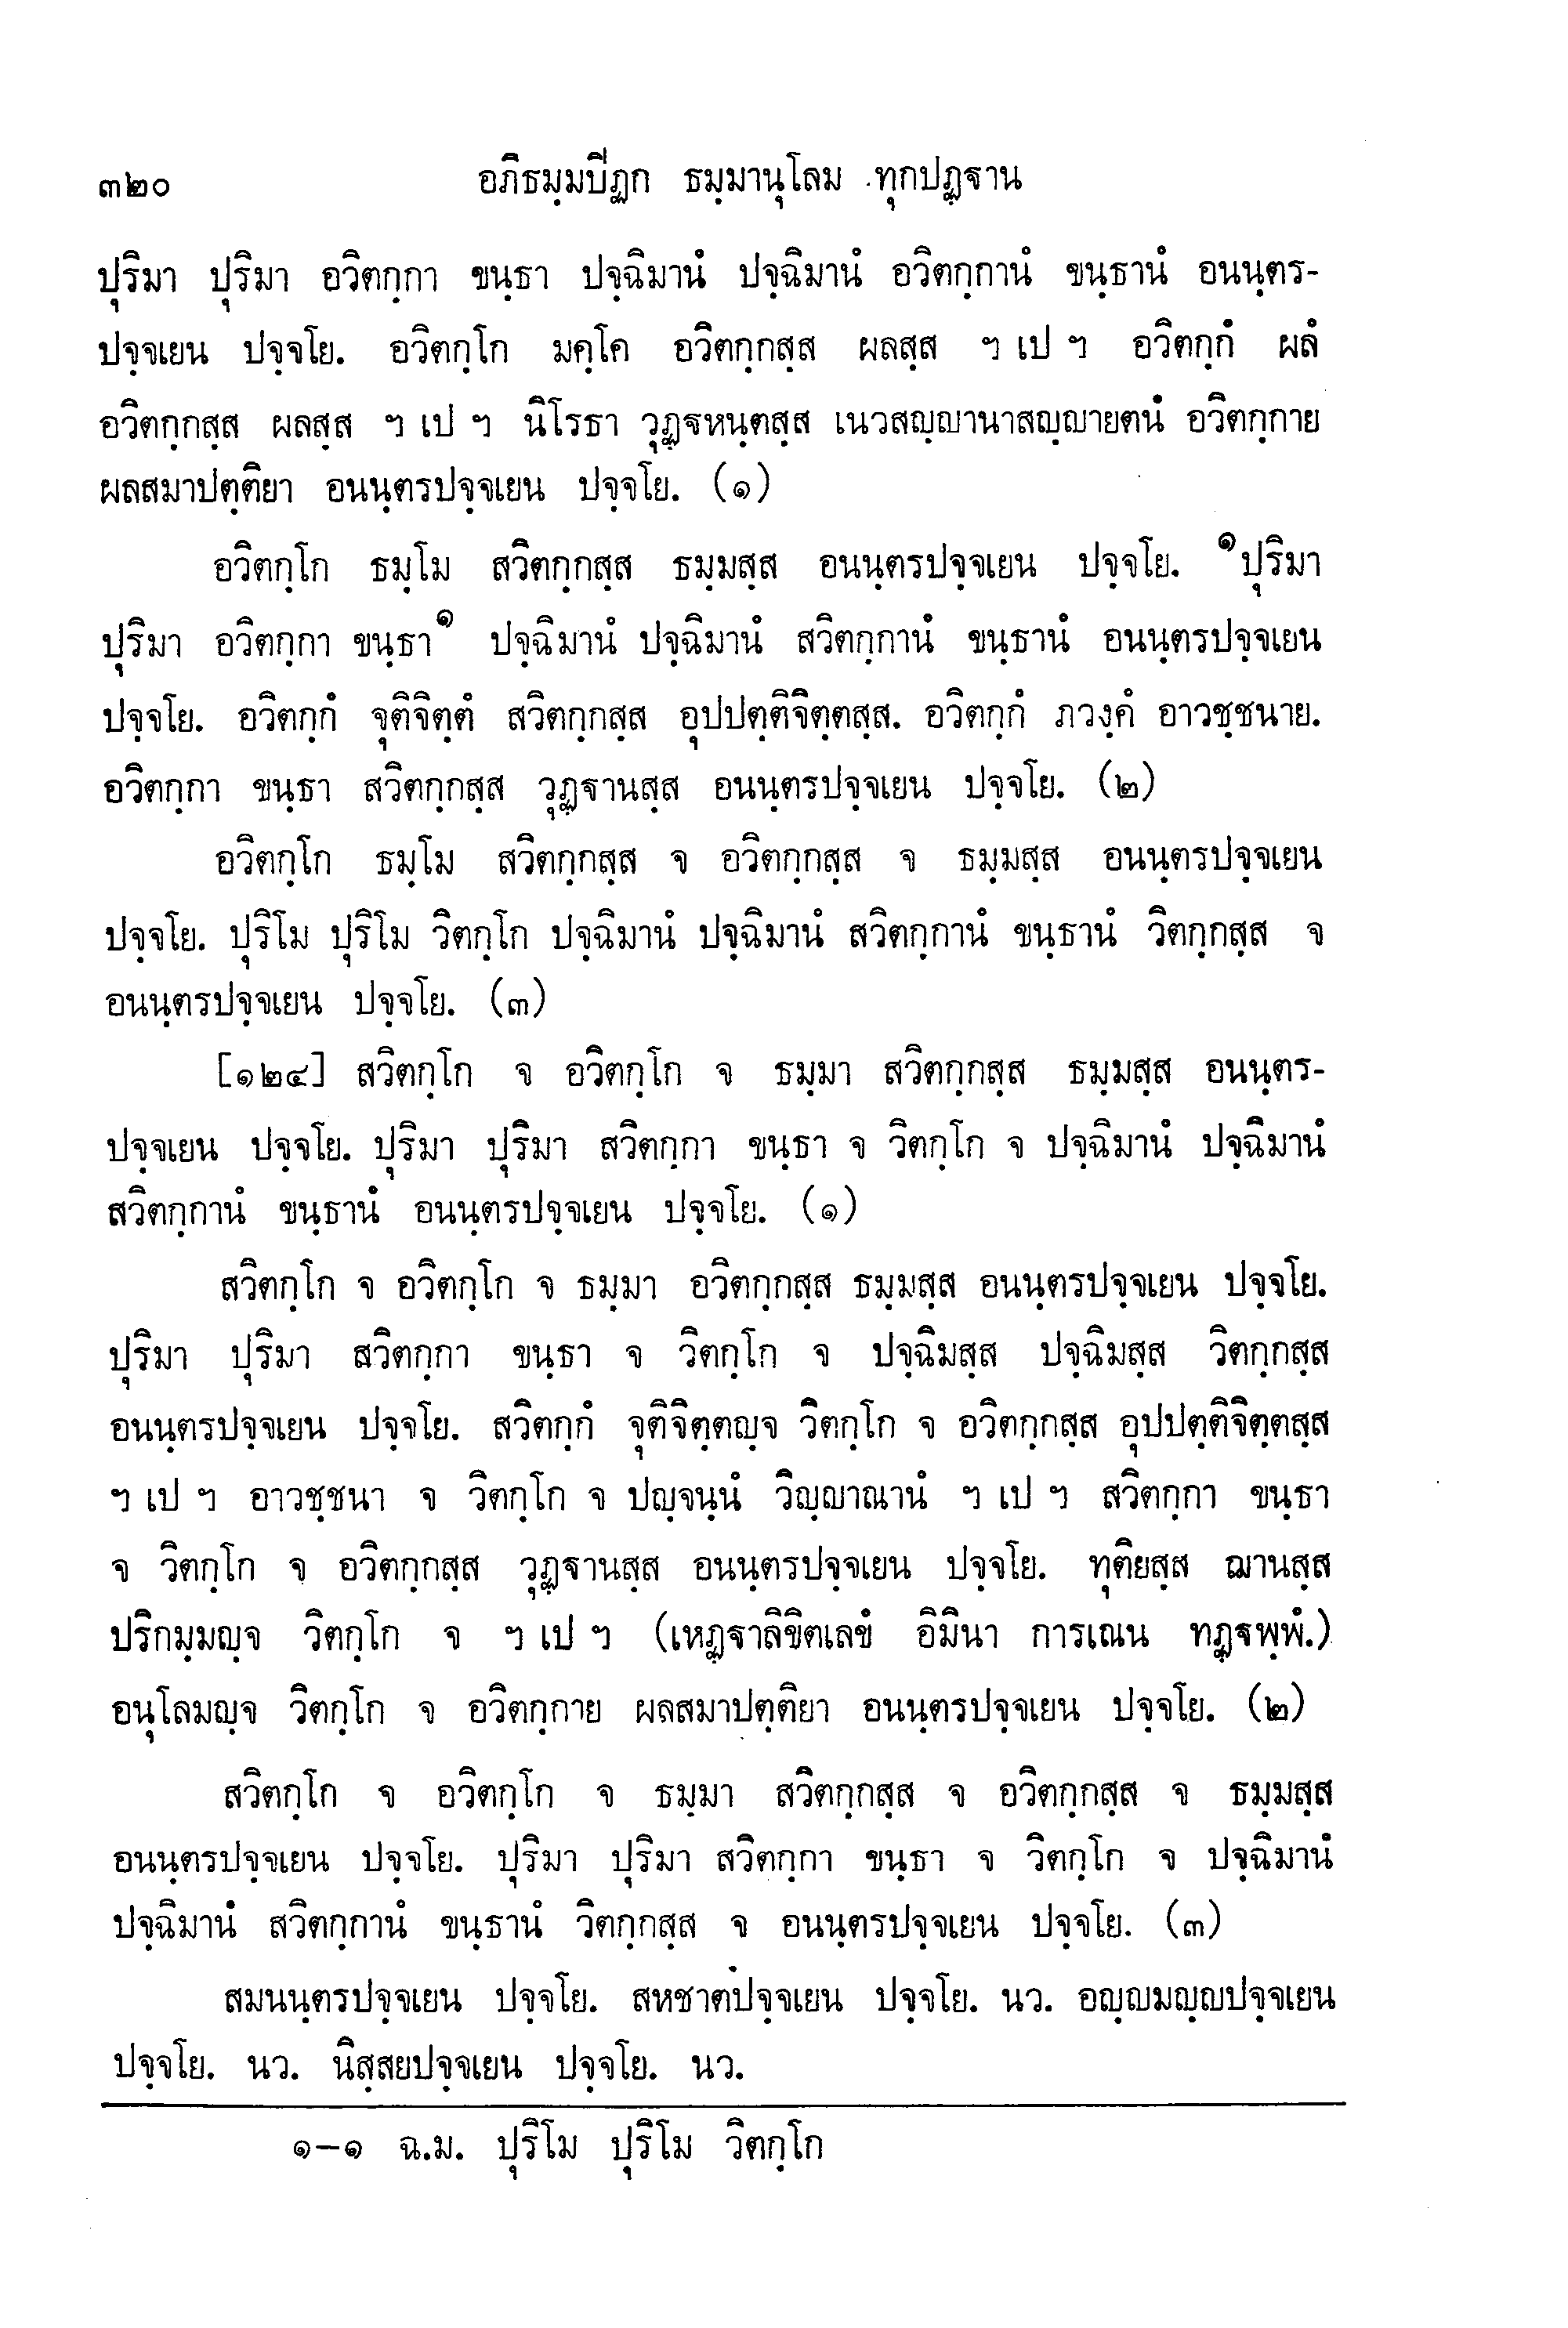 ๓๒๐ อภิธมฺมปิฏก ธมฺมานุโลม ทุกปฏฺฐาน
ปุริมา ปุริมา อวิตกฺกา ขนฺธา ปจฺฉิมานํ ปจฺฉิมานํ อวิตกฺกานํ ขนฺธานํ อนนฺตร-
ปจฺจเยน ปจฺจโย. อวิตกฺโก มคฺโค อวิตกฺกสฺส ผลสฺส ฯ เป ฯ อวิตกฺกํ ผลํ
อวิตกฺกสฺส ผลสฺส ฯ เป ฯ นิโรธา วุฏฺฐหนฺตสฺส เนวสญฺญานาสญฺญายตนํ อวิตกฺกาย
ผลสมาปตฺติยา อนนฺตรปจฺจเยน ปจฺจโย. (๑)
อวิตกฺโก ธมฺโม สวิตกฺกสฺส ธมฺมสฺส อนนฺตรปจฺจเยน ปจฺจโย. ๑ปุริมา
ปุริมา อวิตกฺกา ขนฺธา๑ ปจฺฉิมานํ ปจฺฉิมานํ สวิตกฺกานํ ขนฺธานํ อนนฺตรปจฺจเยน
ปจฺจโย. อวิตกฺกํ จุติจิตฺตํ สวิตกฺกสฺส อุปปตฺติจิตฺตสฺส. อวิตกฺกํ ภวงฺคํ อาวชฺชนาย.
อวิตกฺกา ขนฺธา สวิตกฺกสฺส วุฏฺฐานสฺส อนนฺตรปจฺจเยน ปจฺจโย. (๒)
อวิตกฺโก ธมฺโม สวิตกฺกสฺส จ อวิตกฺกสฺส จ ธมฺมสฺส อนนฺตรปจฺจเยน
ปจฺจโย. ปุริโม ปุริโม วิตกฺโก ปจฺฉิมานํ ปจฺฉิมานํ สวิตกฺกานํ ขนฺธานํ วิตกฺกสฺส จ
อนนฺตรปจฺจเยน ปจฺจโย. (๓)
[๑๒๔] สวิตกฺโก จ อวิตกฺโก จ ธมฺมา สวิตกฺกสฺส ธมฺมสฺส อนนฺตร-
ปจฺจเยน ปจฺจโย. ปุริมา ปุริมา สวิตกฺกา ขนฺธา จ วิตกฺโก จ ปจฺฉิมานํ ปจฺฉิมานํ
สวิตกฺกานํ ขนฺธานํ อนนฺตรปจฺจเยน ปจฺจโย. (๑)
สวิตกฺโก จ อวิตกฺโก จ ธมฺมา อวิตกฺกสฺส ธมฺมสฺส อนนฺตรปจฺจเยน ปจฺจโย.
ปุริมา ปุริมา สวิตกฺกา ขนฺธา จ วิตกฺโก จ ปจฺฉิมสฺส ปจฺฉิมสฺส วิตกฺกสฺส
อนนฺตรปจฺจเยน ปจฺจโย. สวิตกฺกํ จุติจิตฺตญฺจ วิตกฺโก จ อวิตกฺกสฺส อุปปตฺติจิตฺตสฺส
ฯ เป ฯ อาวชฺชนา จ วิตกฺโก จ ปญฺจนฺนํ วิญฺญาณานํ ฯ เป ฯ สวิตกฺกา ขนฺธา
จ วิตกฺโก จ อวิตกฺกสฺส วุฏฺฐานสฺส อนนฺตรปจฺจเยน ปจฺจโย. ทุติยสฺส ฌานสฺส
ปริกมฺมญฺจ วิตกฺโก จ ฯ เป ฯ (เหฏฺฐาลิขิตเลขํ อิมินา การเณน ทฏฺฐพฺพํ.)
อนุโลมญฺจ วิตกฺโก จ อวิตกฺกาย ผลสมาปตฺติยา อนนฺตรปจฺจเยน ปจฺจโย. (๒)
สวิตกฺโก จ อวิตกฺโก จ ธมฺมา สวิตกฺกสฺส จ อวิตกฺกสฺส จ ธมฺมสฺส
อนนฺตรปจฺจเยน ปจฺจโย. ปุริมา ปุริมา สวิตกฺกา ขนฺธา จ วิตกฺโก จ ปจฺฉิมานํ
ปจฺฉิมานํ สวิตกฺกานํ ขนฺธานํ วิตกฺกสฺส จ อนนฺตรปจฺจเยน ปจฺจโย. (๓)
สมนนฺตรปจฺจเยน ปจฺจโย. สหชาตปจฺจเยน ปจฺจโย. นว. อญฺญมญฺญปจฺจเยน
ปจฺจโย. นว. นิสฺสยปจฺจเยน ปจฺจโย. นว.
๑-๑ ฉ.ม. ปุริโม ปุริโม วิตกฺโก